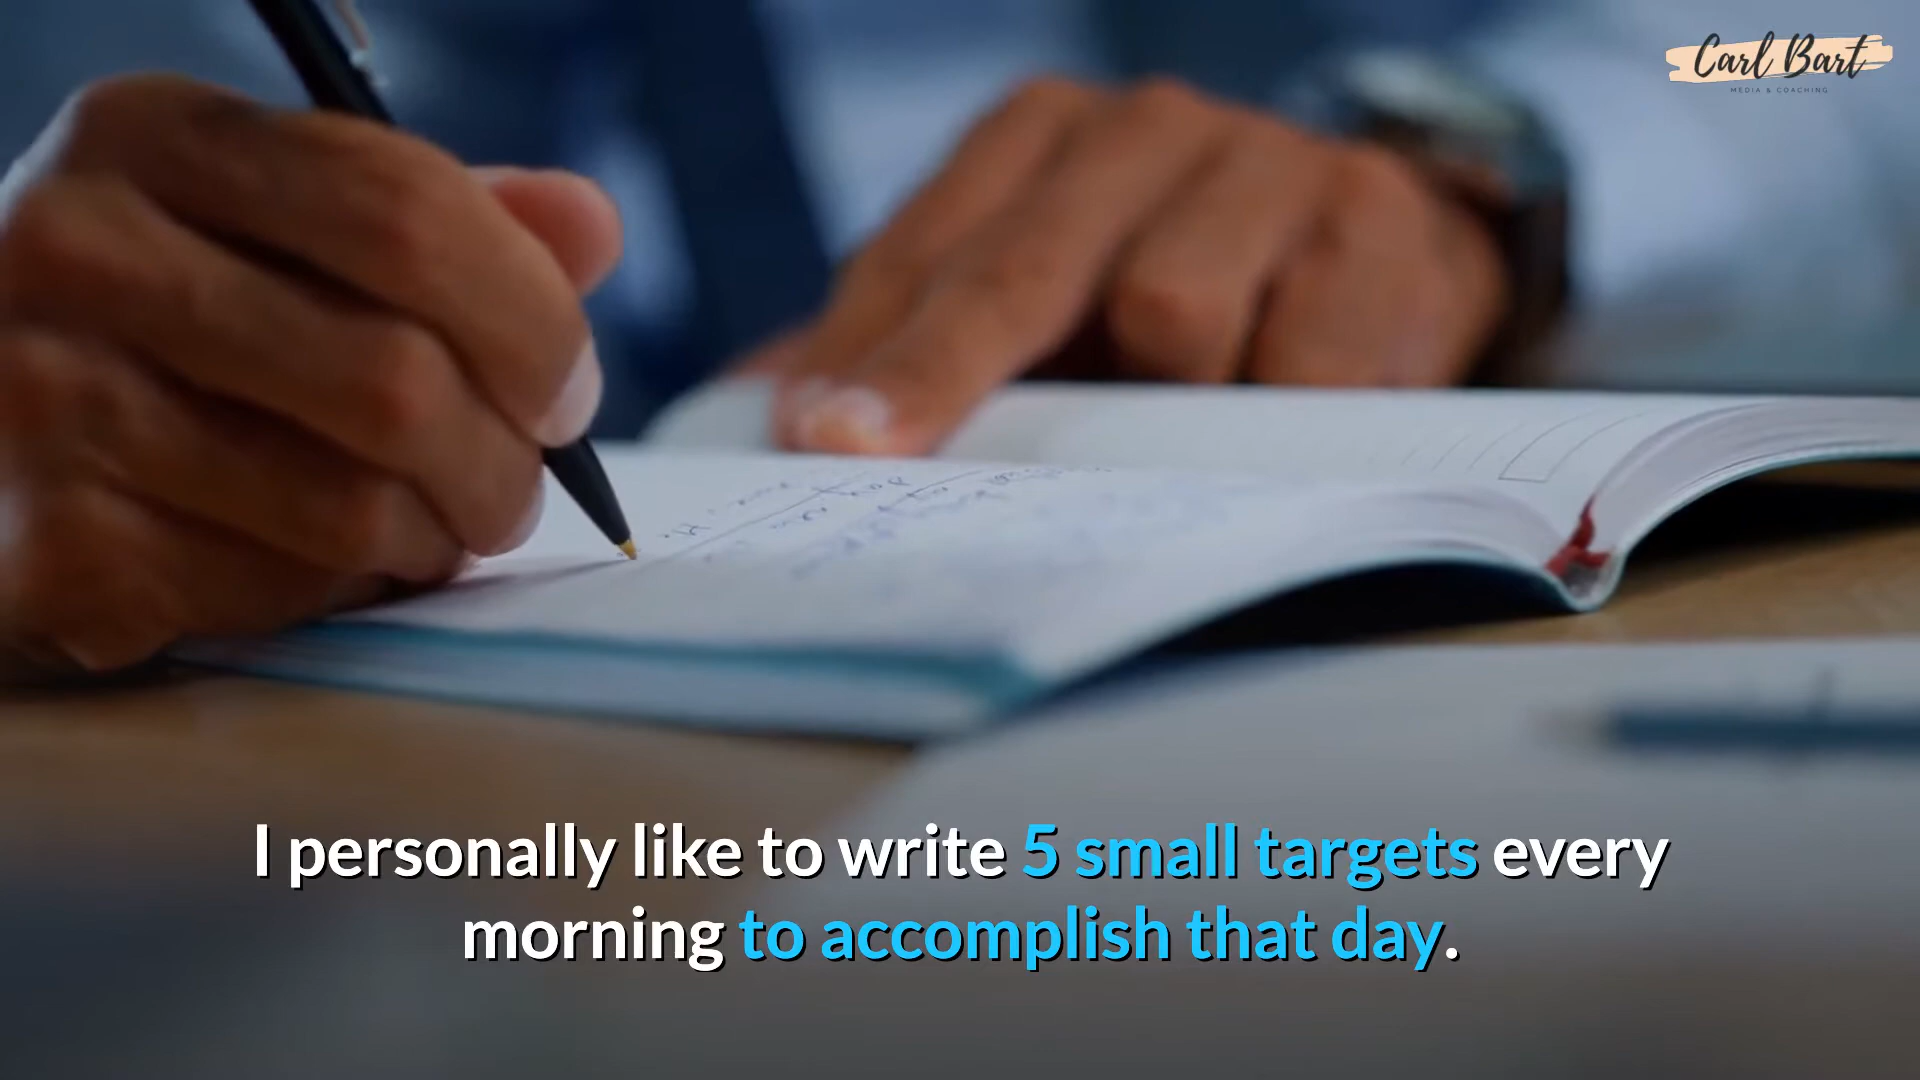 Carl Bart
MEDIA & COACHING
I personally like to write 5 small targets every
morning to accomplish that day.